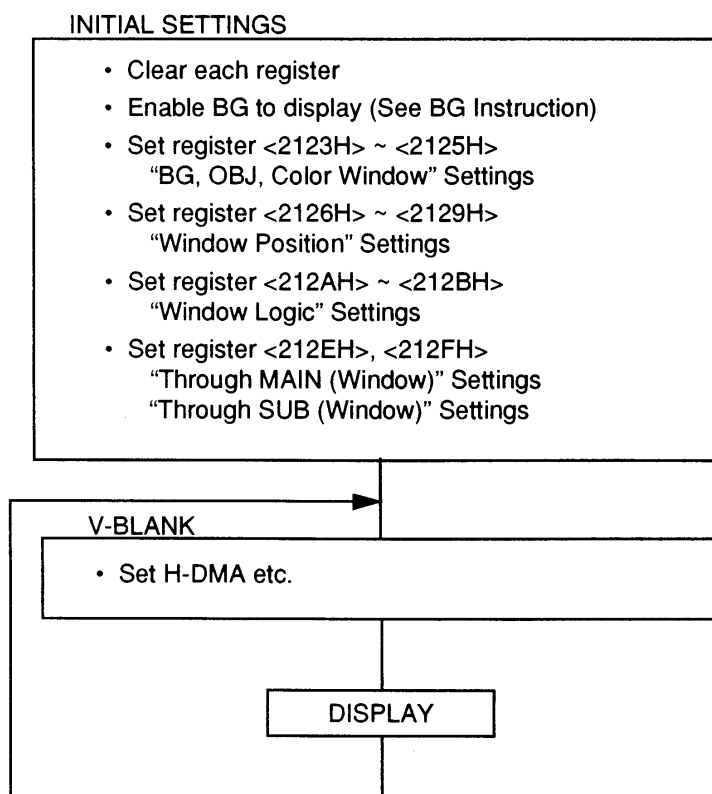 INITIAL SETTINGS
• Clear each register
• Enable BG to display (See BG Instruction)
• Set register <2123H> ~ <2125H>
“BG, OBJ, Color Window” Settings
• Set register <2126H> ~ <2129H>
“Window Position” Settings
• Set register <212AH> ~ <212BH>
“Window Logic” Settings
• Set register <212EH>, <212FH>
“Through MAIN (Window)” Settings
“Through SUB (Window)” Settings
V-BLANK
• Set H-DMA etc.
DISPLAY